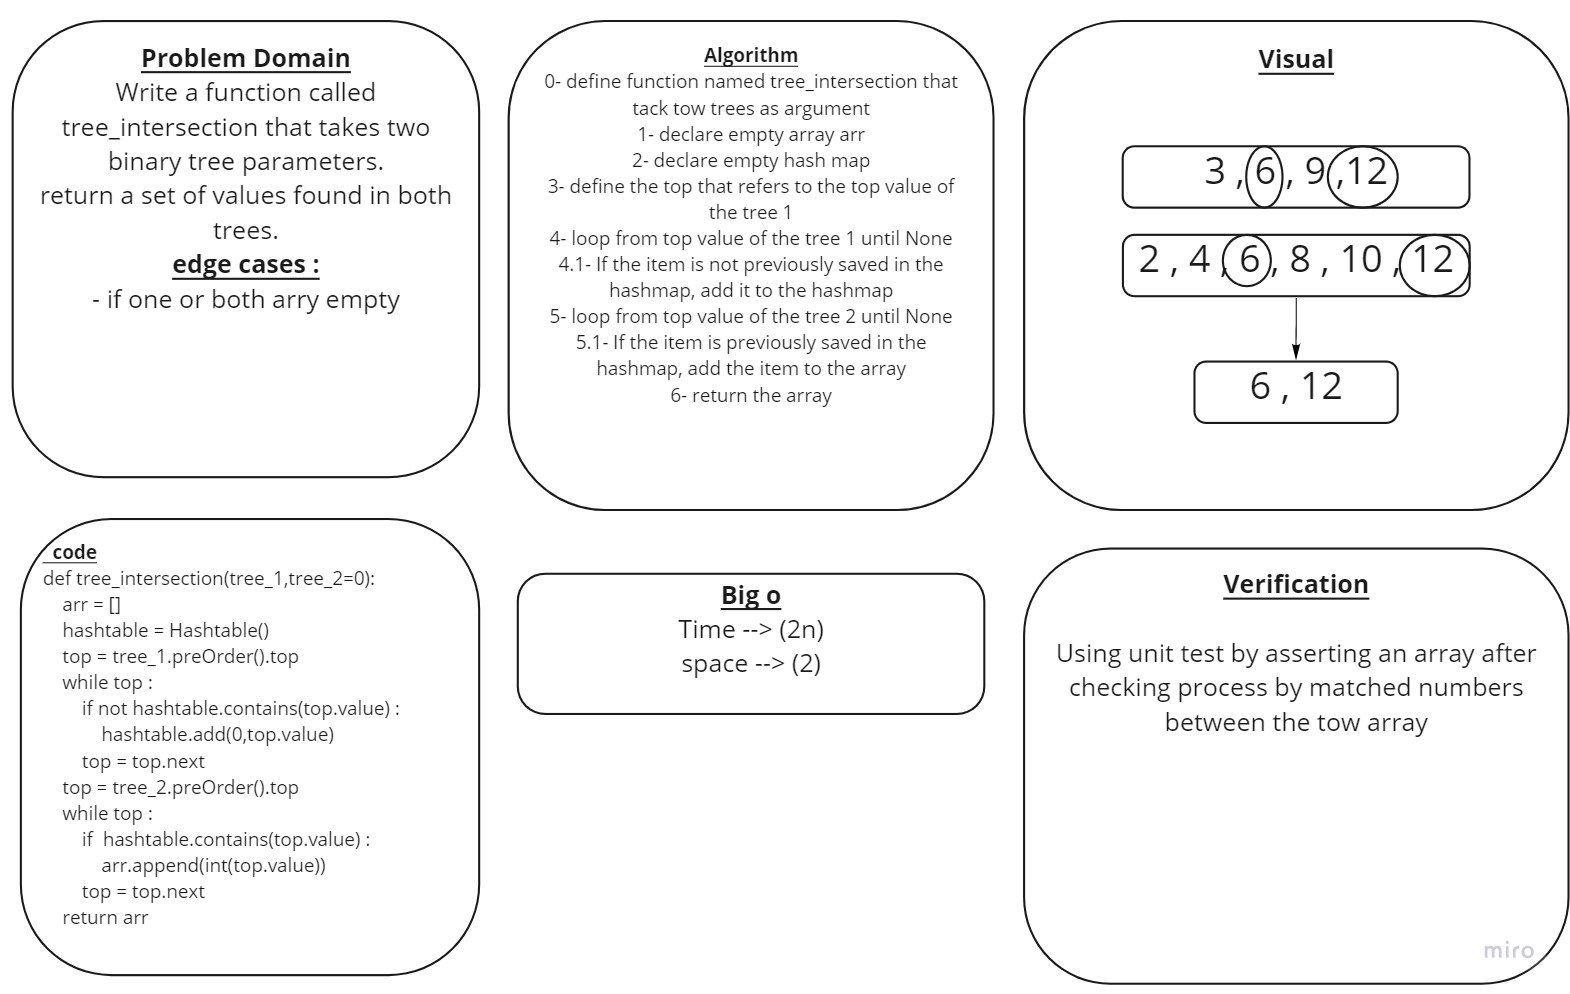 Problem Domain
Write a function called
tree_intersection that takes two
binary tree parameters.
return a set of values found in both
trees.
edge cases :
- if one or both arry empty
Algorithm
0- define function named tree_intersection that
tack tow trees as argument
1- declare empty array arr
2- declare empty hash map
3- define the top that refers to the top value of
the tree 1
4- loop from top value of the tree 1 until None
4.1- If the item is not previously saved in the
hashmap, add it to the hashmap
5- loop from top value of the tree 2 until None
5.1- If the item is previously saved in the
hashmap, add the item to the array
6- return the array
Visual
3 , 6 , 9 ,12
2 , 4 , 6 , 8 , 10 , 12
6 , 12
code
def tree_intersection(tree_1,tree_2=0):
    arr = []
    hashtable = Hashtable()
    top = tree_1.preOrder().top
    while top :
        if not hashtable.contains(top.value) :
            hashtable.add(0,top.value)
        top = top.next
    top = tree_2.preOrder().top
    while top :
        if  hashtable.contains(top.value) :
            arr.append(int(top.value))
        top = top.next
    return arr
Big o
Time --> (2n)
space --> (2)
Verification
Using unit test by asserting an array after
checking process by matched numbers
between the tow array
miro